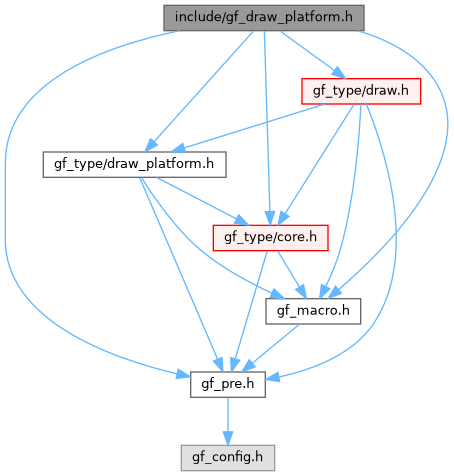 include/gf_draw_platform.h
gf_type/draw.h
gf_type/draw_platform.h
gf_type/core.h
gf_macro.h
gf_pre.h
gf_config.h